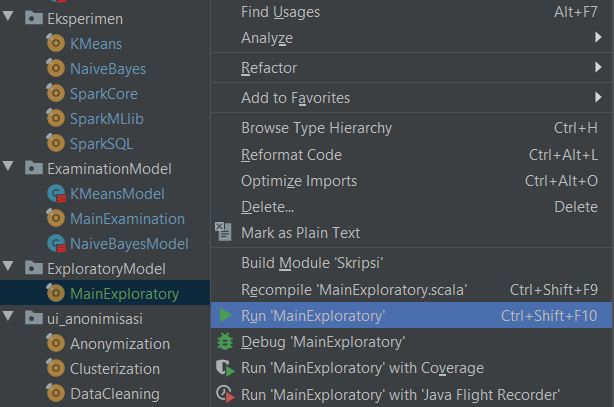 Eksperimen
KMeans
NaiveBayes
SparkCore
SparkMLlib
SparkSQL
ExaminationModel
KMeansModel
MainExamination
NaiveBayesModel
ExploratoryModel
MainExploratory
ui_anonimisasi
Anonymization
Clusterization
DataCleaning
Find Usages Alt+F7
Analyze
Refactor
Add to Favorites
Browse Type Hierarchy Ctrl+H
Reformat Code Ctrl+Alt+L
Optimize Imports Ctrl+Alt+O
Delete... Delete
Mark as Plain Text
Build Module 'Skripsi'
Recompile 'MainExploratory.scala' Ctrl+Shift+F9
Run 'MainExploratory' Ctrl+Shift+F10
Debug 'MainExploratory'
Run 'MainExploratory' with Coverage
Run 'MainExploratory' with 'Java Flight Recorder'